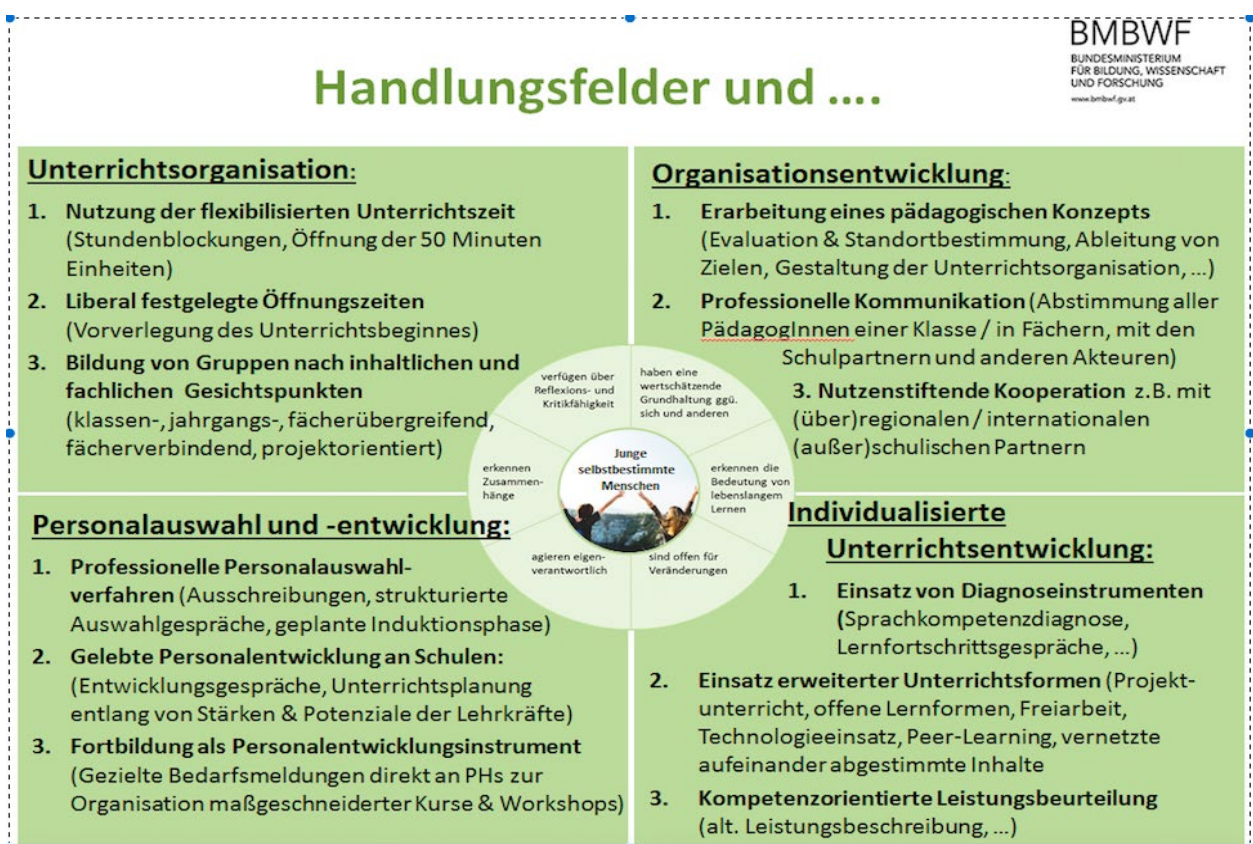 BMBWF
BUNDESMINISTERIUM
FÜR BILDUNG, WISSENSCHAFT
UND FORSCHUNG
www.bmbwf.gv.at
Handlungsfelder und ....
Unterrichtsorganisation:
1. Nutzung der flexibilisierten Unterrichtszeit
(Stundenblockungen, Öffnung der 50 Minuten
Einheiten)
2. Liberal festgelegte Öffnungszeiten
(Vorverlegung des Unterrichtsbeginnes)
3. Bildung von Gruppen nach inhaltlichen und
fachlichen Gesichtspunkten
(klassen-, jahrgangs-, fächerübergreifend,
fächerverbindend, projektorientiert)
Organisationsentwicklung:
1. Erarbeitung eines pädagogischen Konzepts
(Evaluation & Standortbestimmung, Ableitung von
Zielen, Gestaltung der Unterrichtsorganisation, ...)
2. Professionelle Kommunikation (Abstimmung aller
PädagogInnen einer Klasse / in Fächern, mit den
Schulpartnern und anderen Akteuren)
3. Nutzenstiftende Kooperation z.B. mit
(über)regionalen / internationalen
(außer)schulischen Partnern
verfügen über
Reflexions- und
Kritikfähigkeit
haben eine
wertschätzende
Grundhaltung ggü.
sich und anderen
erkennen
Zusammen-
hänge
Junge
selbstbestimmte
Menschen
erkennen die
Bedeutung von
lebenslangem
Lernen
agieren eigen-
verantwortlich
sind offen für
Veränderungen
Personalauswahl und -entwicklung:
1. Professionelle Personalauswahl-
verfahren (Ausschreibungen, strukturierte
Auswahlgespräche, geplante Induktionsphase)
2. Gelebte Personalentwicklung an Schulen:
(Entwicklungsgespräche, Unterrichtsplanung
entlang von Stärken & Potenziale der Lehrkräfte)
3. Fortbildung als Personalentwicklungsinstrument
(Gezielte Bedarfsmeldungen direkt an PHs zur
Organisation maßgeschneiderter Kurse & Workshops)
Individualisierte
Unterrichtsentwicklung:
1. Einsatz von Diagnoseinstrumenten
(Sprachkompetenzdiagnose,
Lernfortschrittsgespräche, ...)
2. Einsatz erweiterter Unterrichtsformen (Projekt-
unterricht, offene Lernformen, Freiarbeit,
Technologieeinsatz, Peer-Learning, vernetzte
aufeinander abgestimmte Inhalte
3. Kompetenzorientierte Leistungsbeurteilung
(alt. Leistungsbeschreibung, ...)